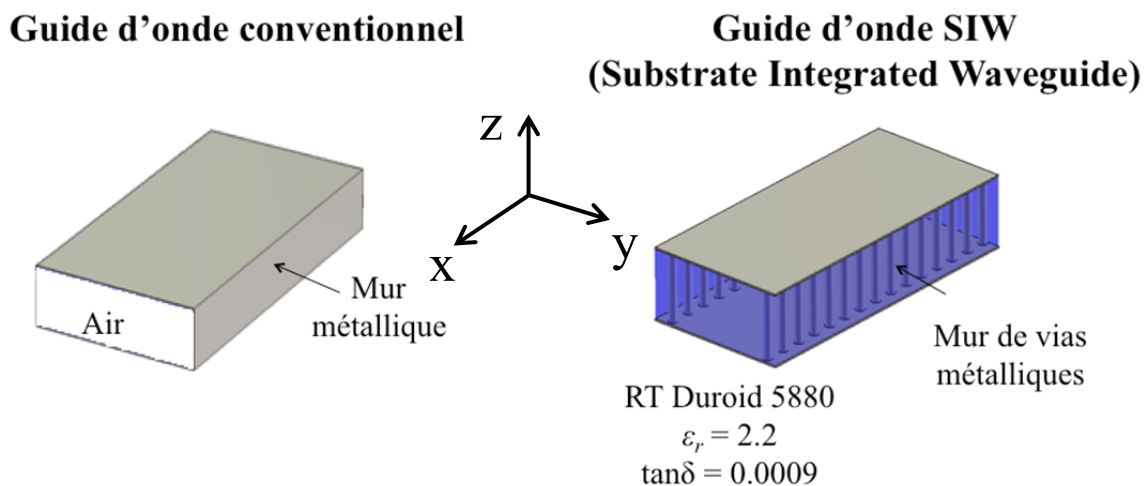 Guide d’onde conventionnel
Guide d’onde SIW
(Substrate Integrated Waveguide)
z
x
y
Air
Mur
métallique
Mur de vias
métalliques
RT Duroid 5880
εr = 2.2
tanδ = 0.0009